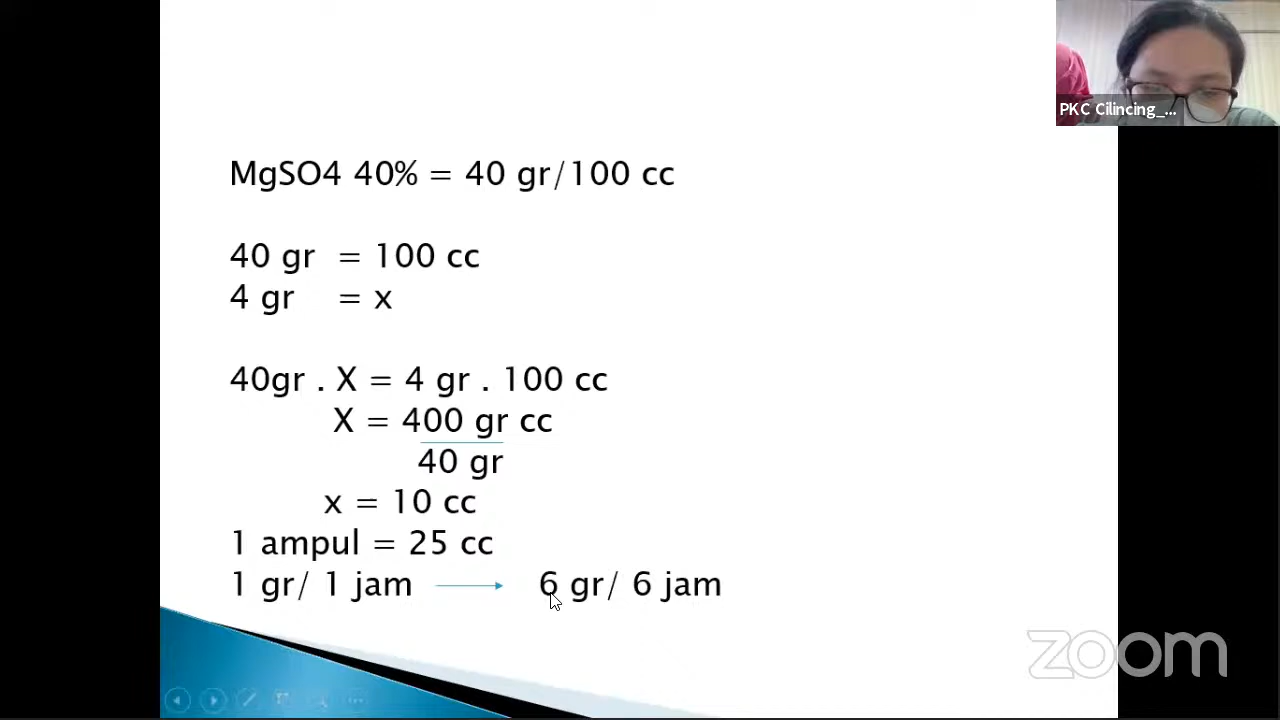 PKC Cilincing_...
MgSO4 40% = 40 gr/100 cc
40 gr = 100 cc
4 gr = x
40gr . X = 4 gr . 100 cc
X = 400 gr cc
40 gr
x = 10 cc
1 ampul = 25 cc
1 gr/ 1 jam → 6 gr/ 6 jam
zoom